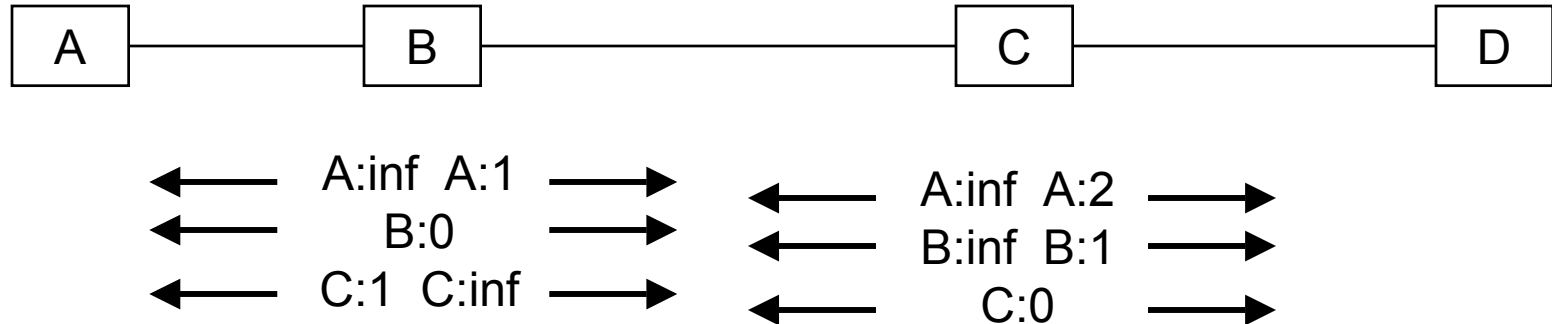 A B C D
A:inf A:1
B:0
C:1 C:inf
A:inf A:2
B:inf B:1
C:0